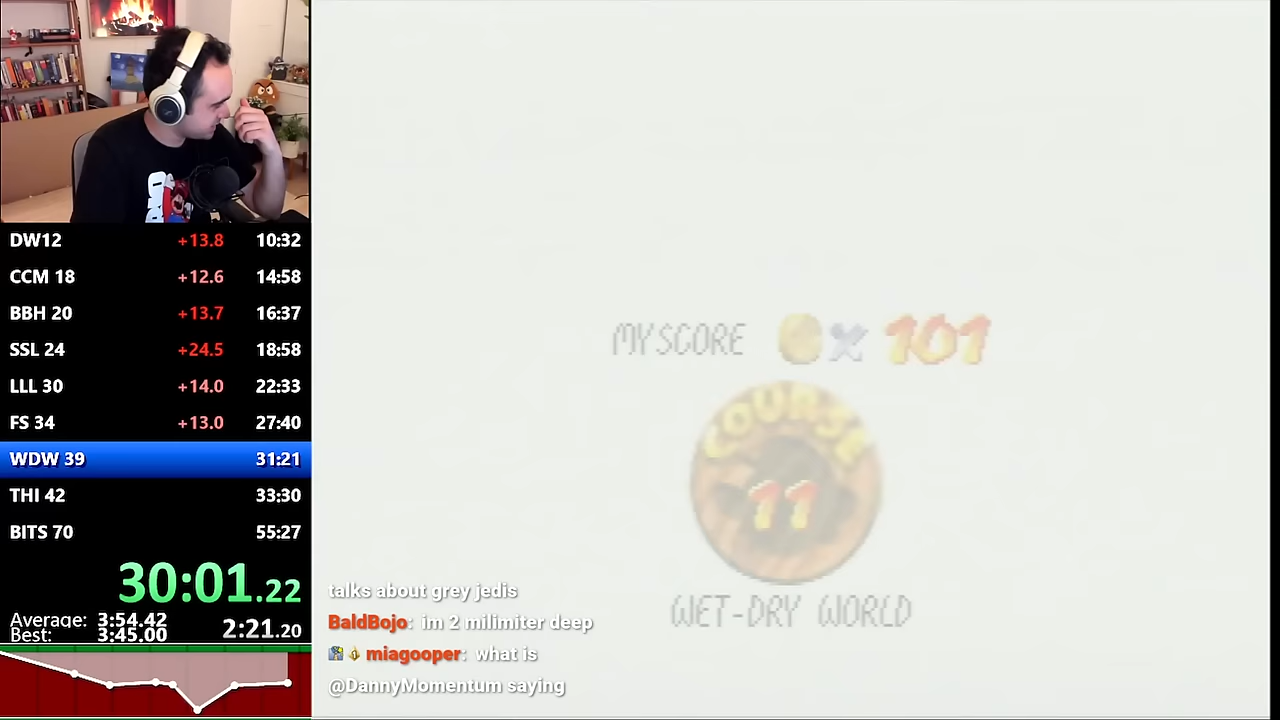 DW12 +13.8 10:32
CCM 18 +12.6 14:58
BBH 20 +13.7 16:37
SSL 24 +24.5 18:58
LLL 30 +14.0 22:33
FS 34 +13.0 27:40
WDW 39 31:21
THI 42 33:30
BITS 70 55:27
30:01.22
Average: 3:54.42
Best: 3:45.00
2:21.20
MY SCORE × 101
COURSE
11
WET-DRY WORLD
talks about grey jedis
BaldBojo: im 2 milimiter deep
miagooper: what is
@DannyMomentum saying